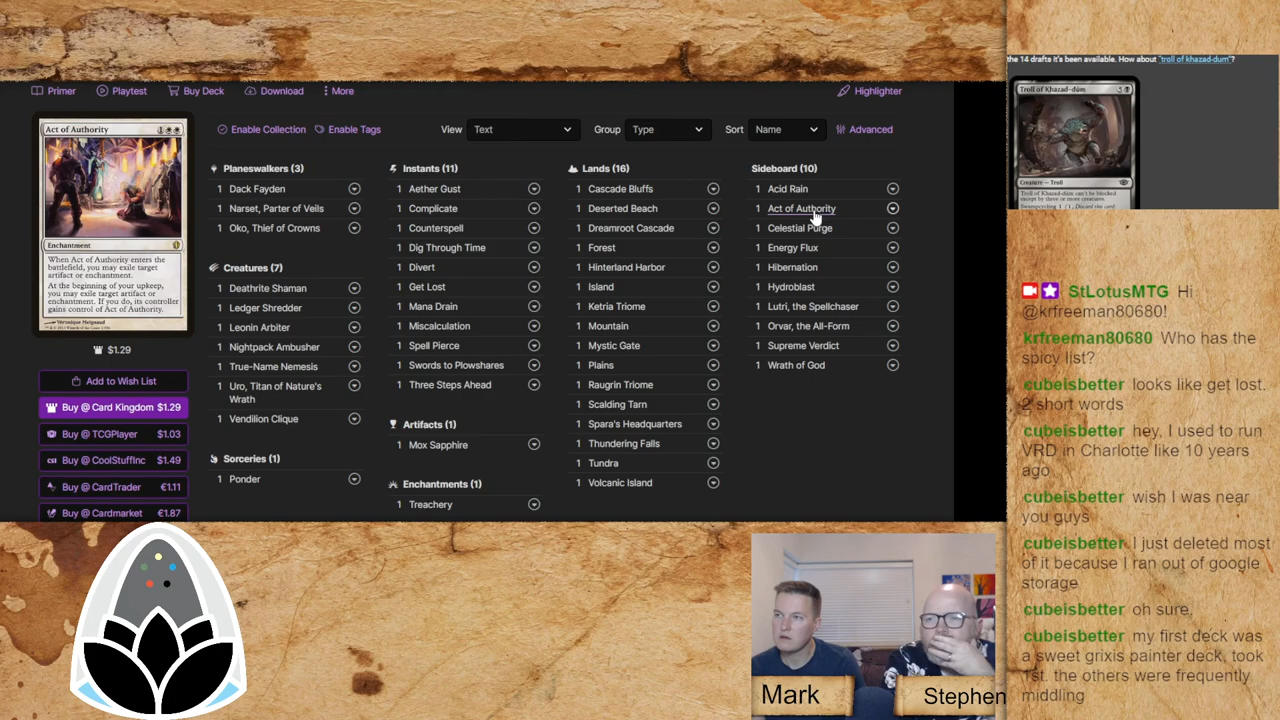 Primer
Playtest
Buy Deck
Download
More
Highlighter
Act of Authority
Enchantment
When Act of Authority enters the
battlefield, you may exile target
artifact or enchantment.
At the beginning of your upkeep,
you may exile target artifact or
enchantment. If you do, its controller
gains control of Act of Authority.
$1.29
Add to Wish List
Buy @ Card Kingdom $1.29
Buy @ TCGPlayer $1.03
Buy @ CoolStuffInc $1.49
Buy @ CardTrader €1.11
Buy @ Cardmarket €1.87
Enable Collection
Enable Tags
View Text
Group Type
Sort Name
Advanced
Planeswalkers (3)
1 Dack Fayden
1 Narset, Parter of Veils
1 Oko, Thief of Crowns
Creatures (7)
1 Deathrite Shaman
1 Ledger Shredder
1 Leonin Arbiter
1 Nightpack Ambusher
1 True-Name Nemesis
1 Uro, Titan of Nature's
Wrath
1 Vendilion Clique
Sorceries (1)
1 Ponder
Instants (11)
1 Aether Gust
1 Complicate
1 Counterspell
1 Dig Through Time
1 Divert
1 Get Lost
1 Mana Drain
1 Miscalculation
1 Spell Pierce
1 Swords to Plowshares
1 Three Steps Ahead
Artifacts (1)
1 Mox Sapphire
Enchantments (1)
1 Treachery
Lands (16)
1 Cascade Bluffs
1 Deserted Beach
1 Dreamroot Cascade
1 Forest
1 Hinterland Harbor
1 Island
1 Ketria Triome
1 Mountain
1 Mystic Gate
1 Plains
1 Raugrin Triome
1 Scalding Tarn
1 Spara's Headquarters
1 Thundering Falls
1 Tundra
1 Volcanic Island
Sideboard (10)
1 Acid Rain
1 Act of Authority
1 Celestial Purge
1 Energy Flux
1 Hibernation
1 Hydroblast
1 Lutri, the Spellchaser
1 Orvar, the All-Form
1 Supreme Verdict
1 Wrath of God
the 14 drafts it's been available. How about "troll of khazad-dum"?
Troll of Khazad-dûm
Creature — Troll
Troll of Khazad-dûm can't be blocked
except by three or more creatures.
StLotusMTG Hi
@krfreeman80680!
krfreeman80680 Who has the
spicy list?
cubeisbetter looks like get lost.
2 short words
cubeisbetter hey, I used to run
VRD in Charlotte like 10 years
ago
cubeisbetter wish I was near
you guys
cubeisbetter I just deleted most
of it because I ran out of google
storage
cubeisbetter oh sure,
cubeisbetter my first deck was
a sweet grixis painter deck, took
1st. the others were frequently
middling
Mark
Stephen